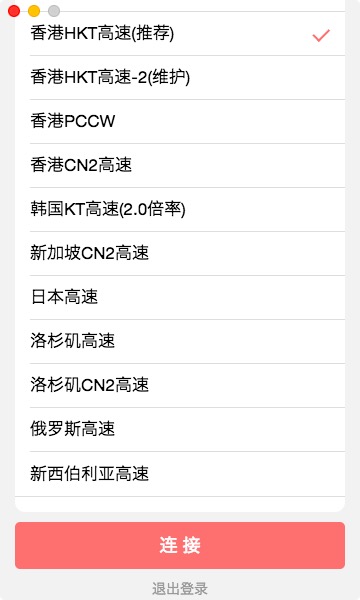 香港HKT高速(推荐)
香港HKT高速-2(维护)
香港PCCW
香港CN2高速
韩国KT高速(2.0倍率)
新加坡CN2高速
日本高速
洛杉矶高速
洛杉矶CN2高速
俄罗斯高速
新西伯利亚高速
连 接
退出登录